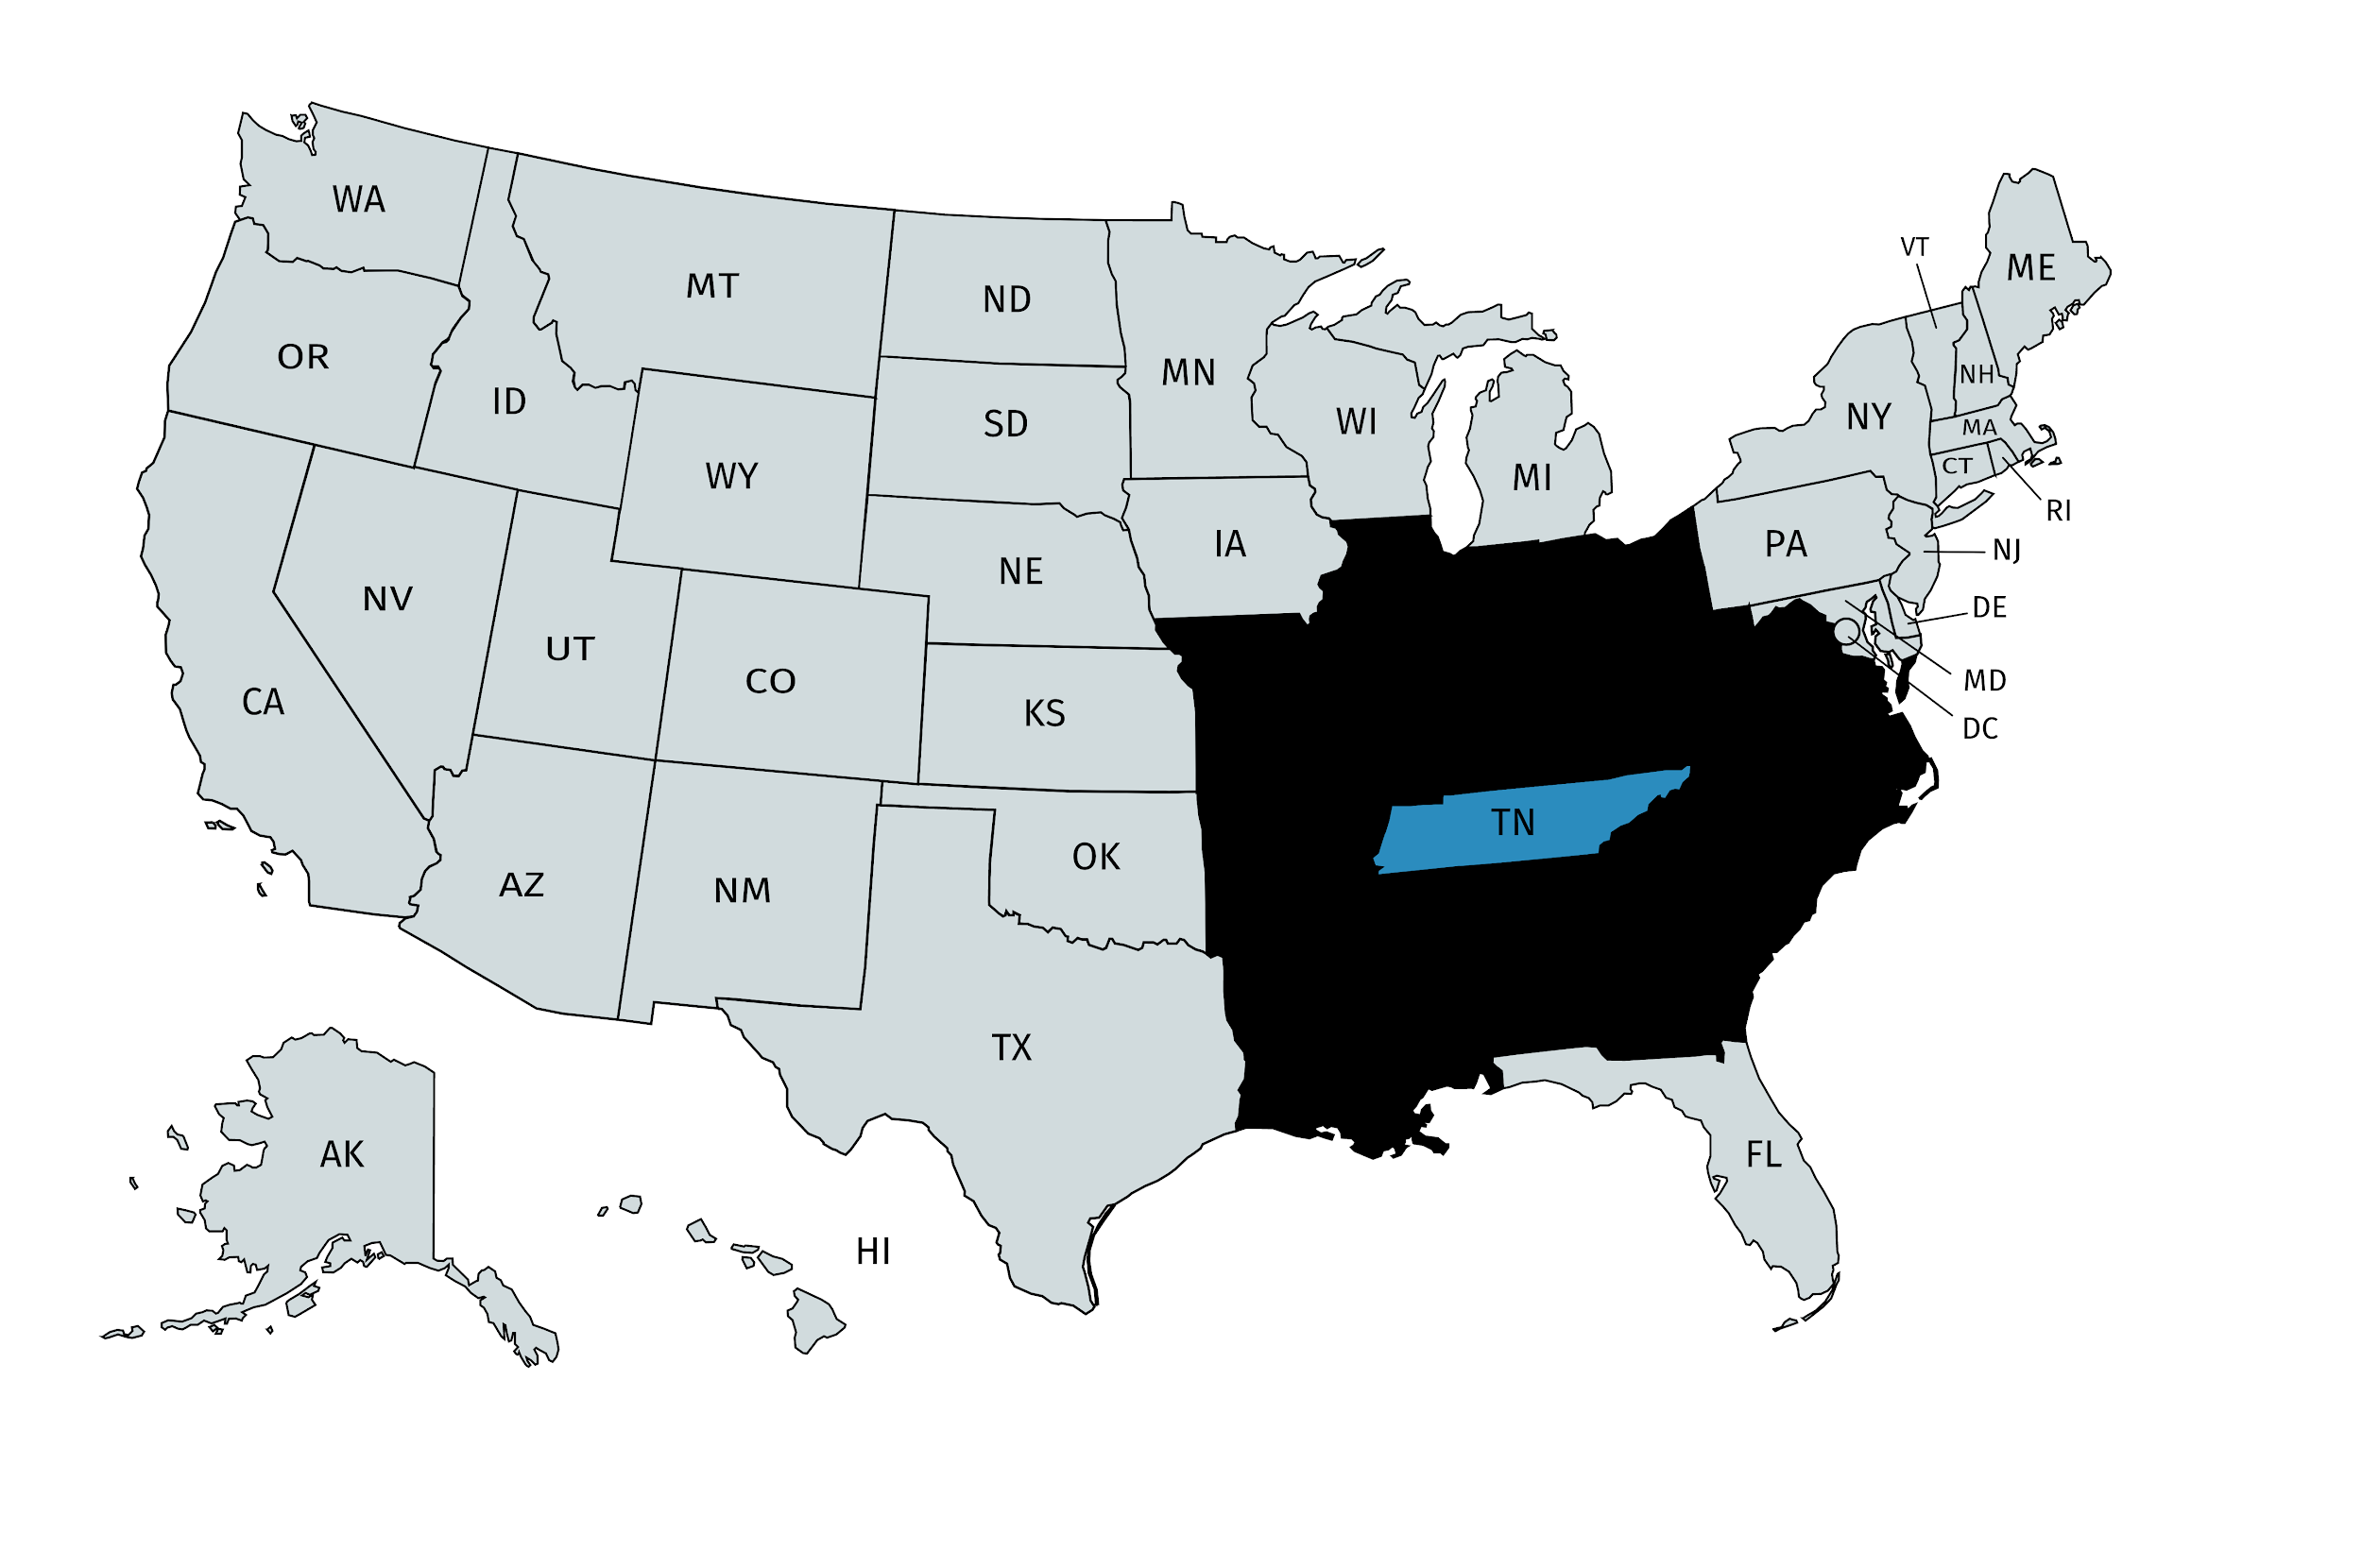 WA
MT
ND
MN
VT
ME
OR
ID
SD
WI
NH
NY
MA
WY
MI
CT
RI
IA
PA
NE
NJ
NV
DE
UT
CO
CA
KS
MD
DC
TN
OK
AZ
NM
TX
AK
FL
HI